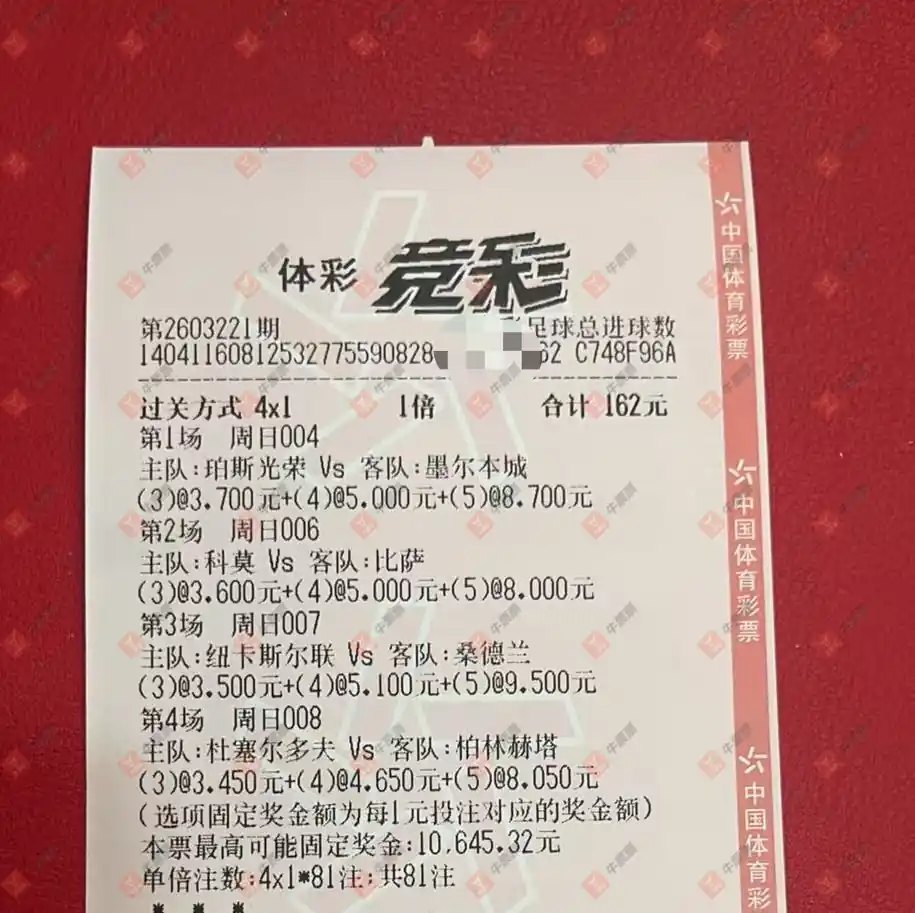 体彩 竞彩
第2603221期 足球总进球数
14041160812532775590828 62 C748F96A
过关方式 4x1 1倍 合计 162元
第1场 周日004
主队:珀斯光荣 Vs 客队:墨尔本城
(3)@3.700元+(4)@5.000元+(5)@8.700元
第2场 周日006
主队:科莫 Vs 客队:比萨
(3)@3.600元+(4)@5.000元+(5)@8.000元
第3场 周日007
主队:纽卡斯尔联 Vs 客队:桑德兰
(3)@3.500元+(4)@5.100元+(5)@9.500元
第4场 周日008
主队:杜塞尔多夫 Vs 客队:柏林赫塔
(3)@3.450元+(4)@4.650元+(5)@8.050元
(选项固定奖金额为每1元投注对应的奖金额)
本票最高可能固定奖金:10,645.32元
单倍注数:4x1*81注;共81注
* * *
中国体育彩票
中国体育彩票
中国体育彩